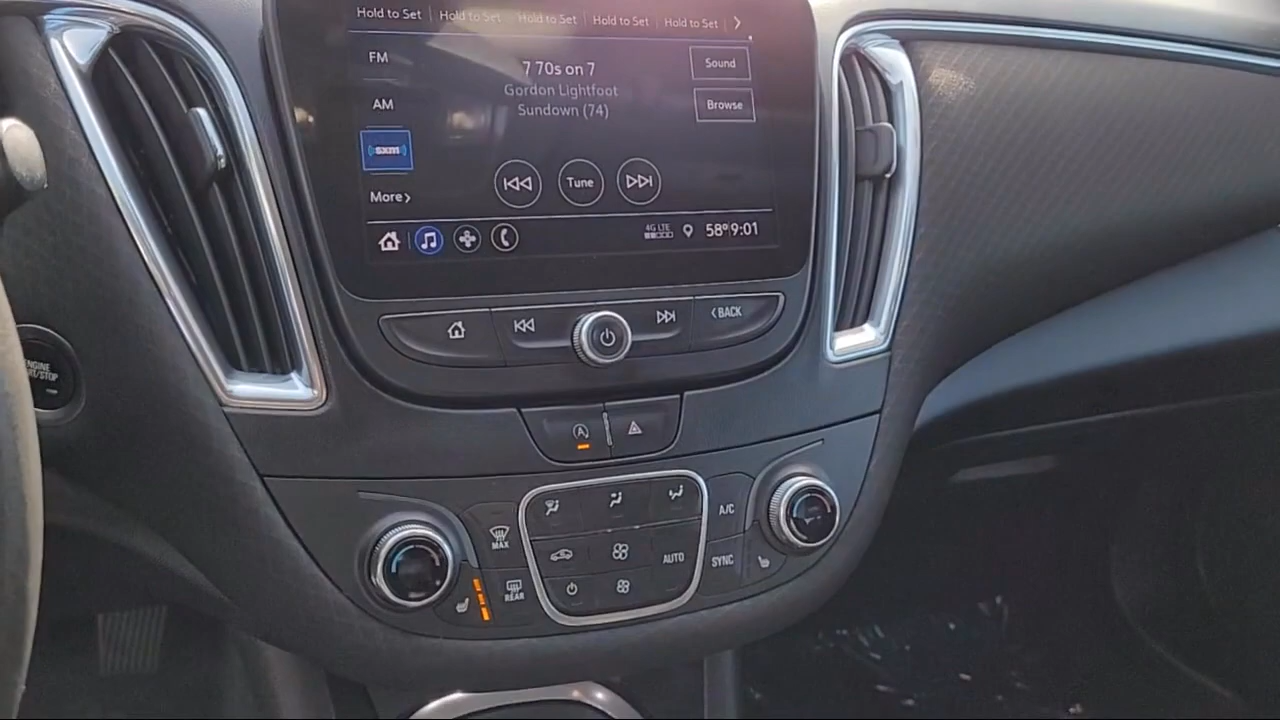 Hold to Set Hold to Set Hold to Set Hold to Set Hold to Set
FM
7 70s on 7
Sound
Gordon Lightfoot
AM
Sundown (74)
Browse
sxm
Tune
More
4G LTE
58° 9:01
BACK
ENGINE
A
MAX
A/C
AUTO
SYNC
REAR